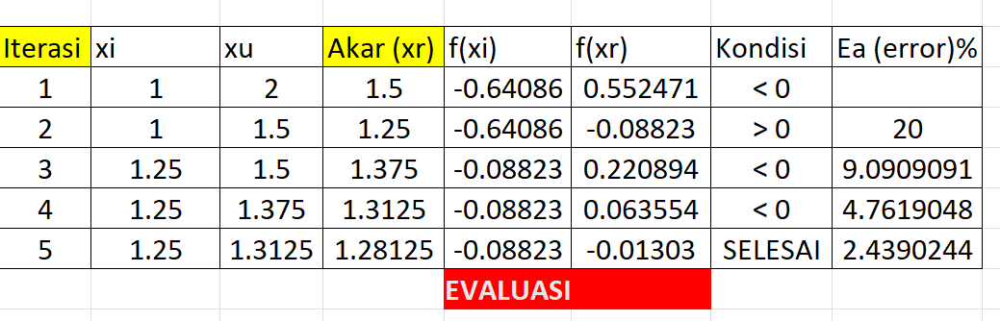 Iterasi xi xu Akar (xr) f(xi) f(xr) Kondisi Ea (error)%
1 1 2 1.5 -0.64086 0.552471 < 0
2 1 1.5 1.25 -0.64086 -0.08823 > 0 20
3 1.25 1.5 1.375 -0.08823 0.220894 < 0 9.0909091
4 1.25 1.375 1.3125 -0.08823 0.063554 < 0 4.7619048
5 1.25 1.3125 1.28125 -0.08823 -0.01303 SELESAI 2.4390244
EVALUASI